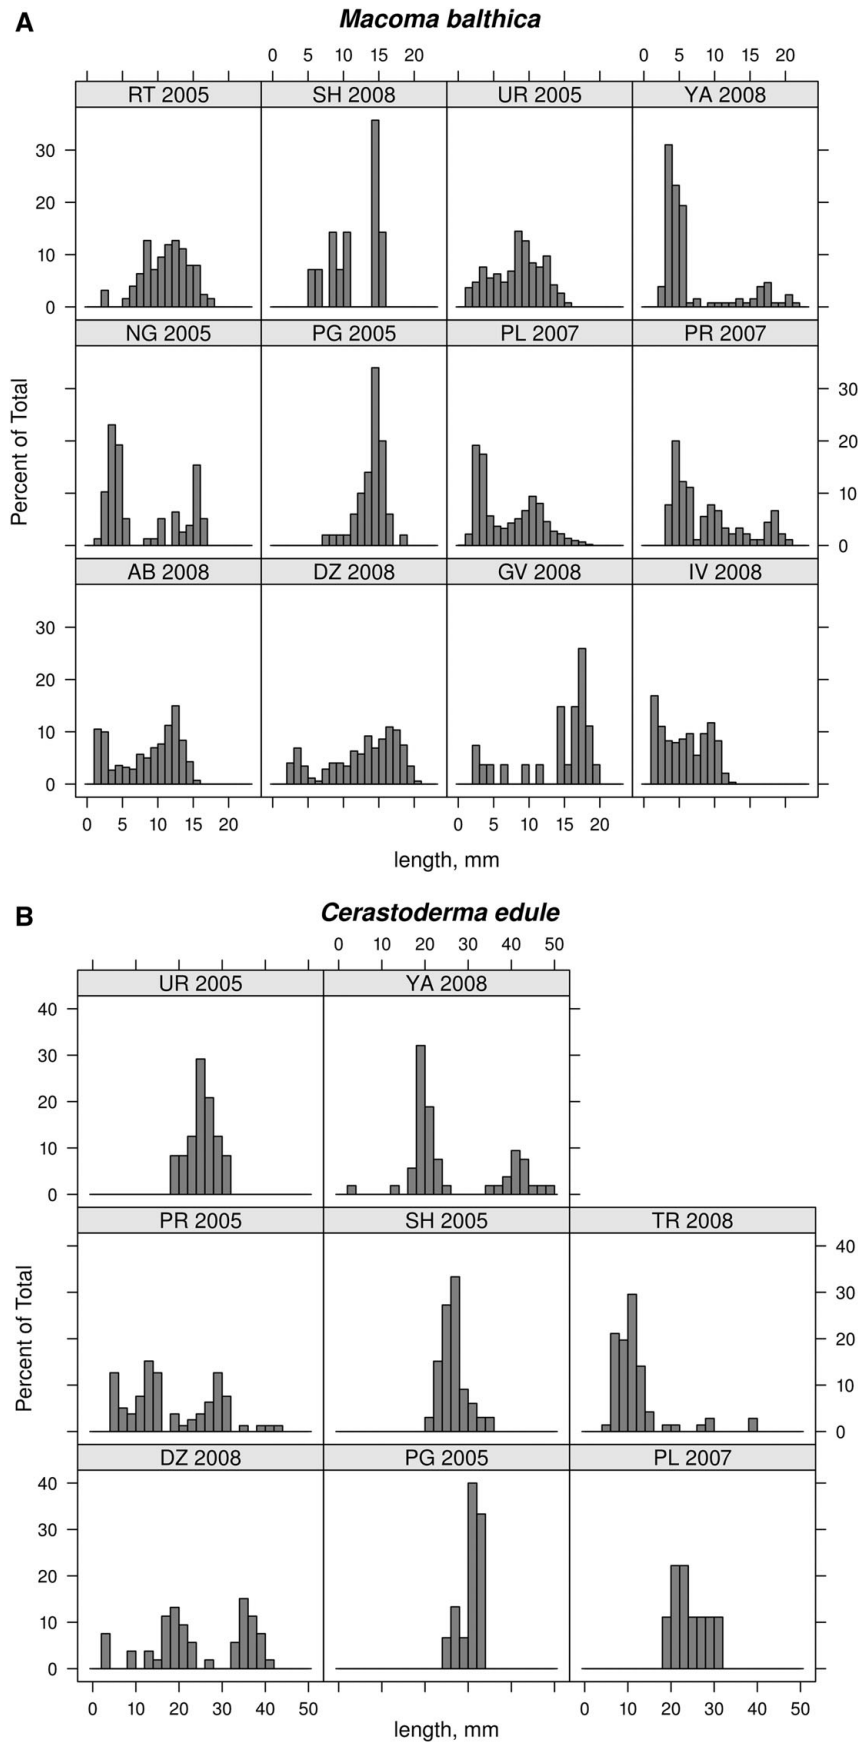 A
Macoma balthica
0 5 10 15 20 0 5 10 15 20
RT 2005 SH 2008 UR 2005 YA 2008
30
20
10
0
NG 2005 PG 2005 PL 2007 PR 2007
30
20
10
0
Percent of Total
AB 2008 DZ 2008 GV 2008 IV 2008
30
20
10
0
0 5 10 15 20 0 5 10 15 20
length, mm
B
Cerastoderma edule
0 10 20 30 40 50
UR 2005 YA 2008
40
30
20
10
0
PR 2005 SH 2005 TR 2008
40
30
20
10
0
Percent of Total
DZ 2008 PG 2005 PL 2007
40
30
20
10
0
0 10 20 30 40 50 0 10 20 30 40 50
length, mm